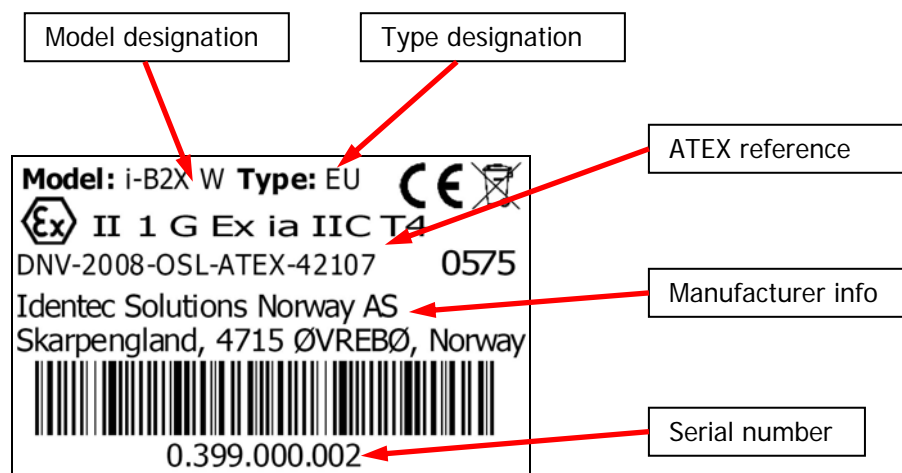 Model designation
Type designation
ATEX reference
Model: i-B2X W Type: EU CE
Ex II 1 G Ex ia IIC T4
DNV-2008-OSL-ATEX-42107 0575
Manufacturer info
Identec Solutions Norway AS
Skarpengland, 4715 ØVREBØ, Norway
Serial number
0.399.000.002